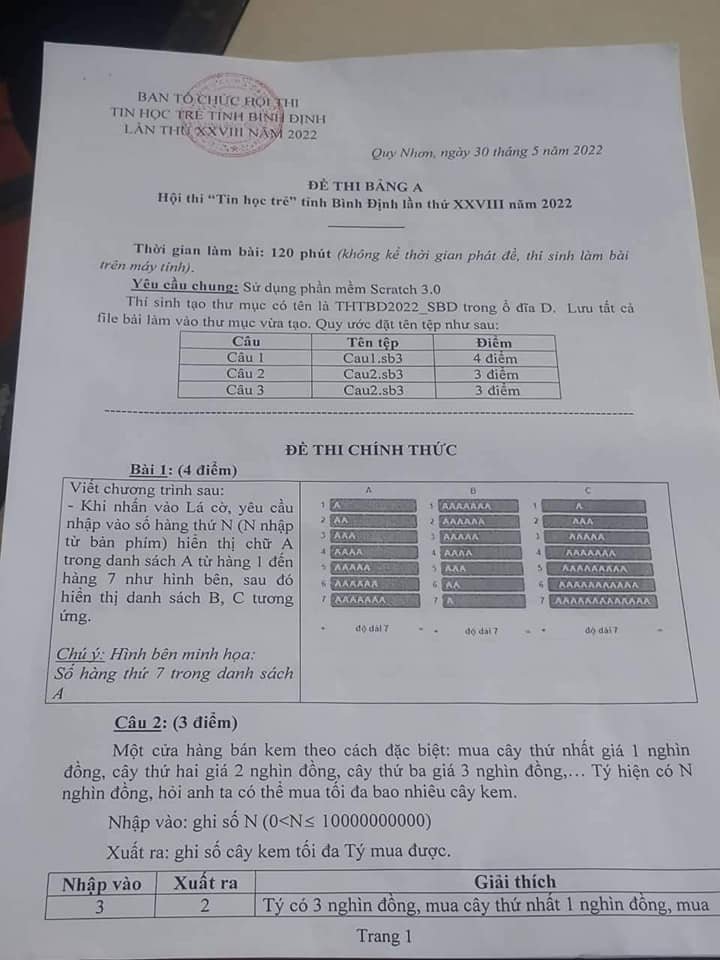 BAN TỔ CHỨC HỘI THI
TIN HỌC TRẺ TỈNH BÌNH ĐỊNH
LẦN THỨ XXVIII NĂM 2022
Quy Nhơn, ngày 30 tháng 5 năm 2022
ĐỀ THI BẢNG A
Hội thi “Tin học trẻ” tỉnh Bình Định lần thứ XXVIII năm 2022
Thời gian làm bài: 120 phút (không kể thời gian phát đề, thí sinh làm bài
trên máy tính).
Yêu cầu chung: Sử dụng phần mềm Scratch 3.0
Thí sinh tạo thư mục có tên là THTBD2022_SBD trong ổ đĩa D. Lưu tất cả
file bài làm vào thư mục vừa tạo. Quy ước đặt tên tệp như sau:
Câu Tên tệp Điểm
Câu 1 Cau1.sb3 4 điểm
Câu 2 Cau2.sb3 3 điểm
Câu 3 Cau2.sb3 3 điểm
ĐỀ THI CHÍNH THỨC
Bài 1: (4 điểm)
Viết chương trình sau:
- Khi nhấn vào Lá cờ, yêu cầu
nhập vào số hàng thứ N (N nhập
từ bàn phím) hiển thị chữ A
trong danh sách A từ hàng 1 đến
hàng 7 như hình bên, sau đó
hiển thị danh sách B, C tương
ứng.
Chú ý: Hình bên minh họa:
Số hàng thứ 7 trong danh sách
A
A B C
1 A 1 AAAAAAA 1 A
2 AA 2 AAAAAA 2 AAA
3 AAA 3 AAAAA 3 AAAAA
4 AAAA 4 AAAA 4 AAAAAAA
5 AAAAA 5 AAA 5 AAAAAAAAA
6 AAAAAA 6 AA 6 AAAAAAAAAAA
7 AAAAAAA 7 A 7 AAAAAAAAAAAAA
+ độ dài 7 = + độ dài 7 = + độ dài 7 =
Câu 2: (3 điểm)
Một cửa hàng bán kem theo cách đặc biệt: mua cây thứ nhất giá 1 nghìn
đồng, cây thứ hai giá 2 nghìn đồng, cây thứ ba giá 3 nghìn đồng,… Tý hiện có N
nghìn đồng, hỏi anh ta có thể mua tối đa bao nhiêu cây kem.
Nhập vào: ghi số N (0<N≤ 10000000000)
Xuất ra: ghi số cây kem tối đa Tý mua được.
Nhập vào Xuất ra Giải thích
3 2 Tý có 3 nghìn đồng, mua cây thứ nhất 1 nghìn đồng, mua
Trang 1